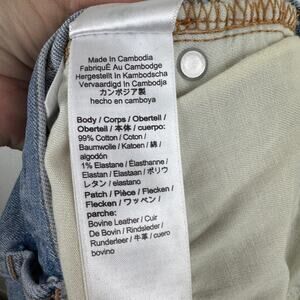 Made in Cambodia
FabriquÉ Au Cambodge
Hergestellt In Kambodscha
Vervaardigd In Cambodja
カンボジア製
hecho en camboya
Body / Corps / Oberteil /
Oberteil / 本体 / cuerpo:
99% Cotton / Coton /
Baumwolle / Katoen / 綿 /
algodón
1% Elastane / Élasthanne /
Elastan / Elastaan / ポリウ
レタン / elastano
Patch / Pièce / Flecken /
Flecken / ワッペン /
parche:
Bovine Leather / Cuir
De Bovin / Rindsleder /
Runderleer / 牛革 / cuero
bovino